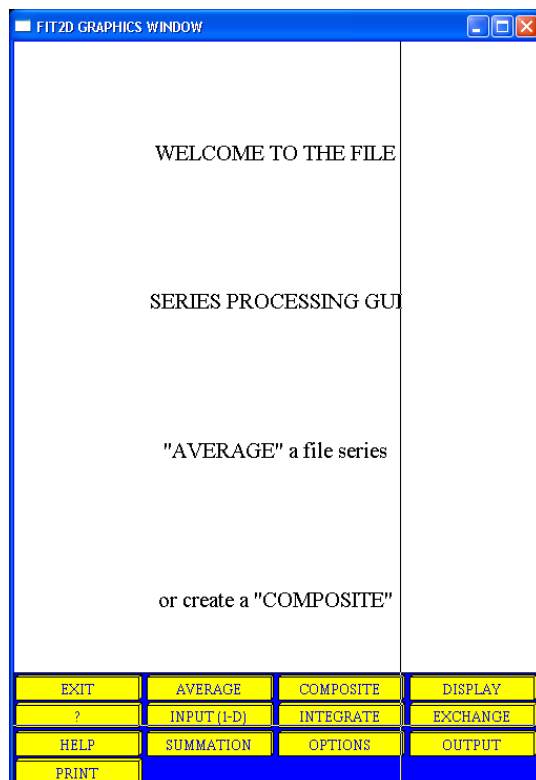 FIT2D GRAPHICS WINDOW
WELCOME TO THE FILE
SERIES PROCESSING GUI
"AVERAGE" a file series
or create a "COMPOSITE"
EXIT AVERAGE COMPOSITE DISPLAY
? INPUT (1-D) INTEGRATE EXCHANGE
HELP SUMMATION OPTIONS OUTPUT
PRINT